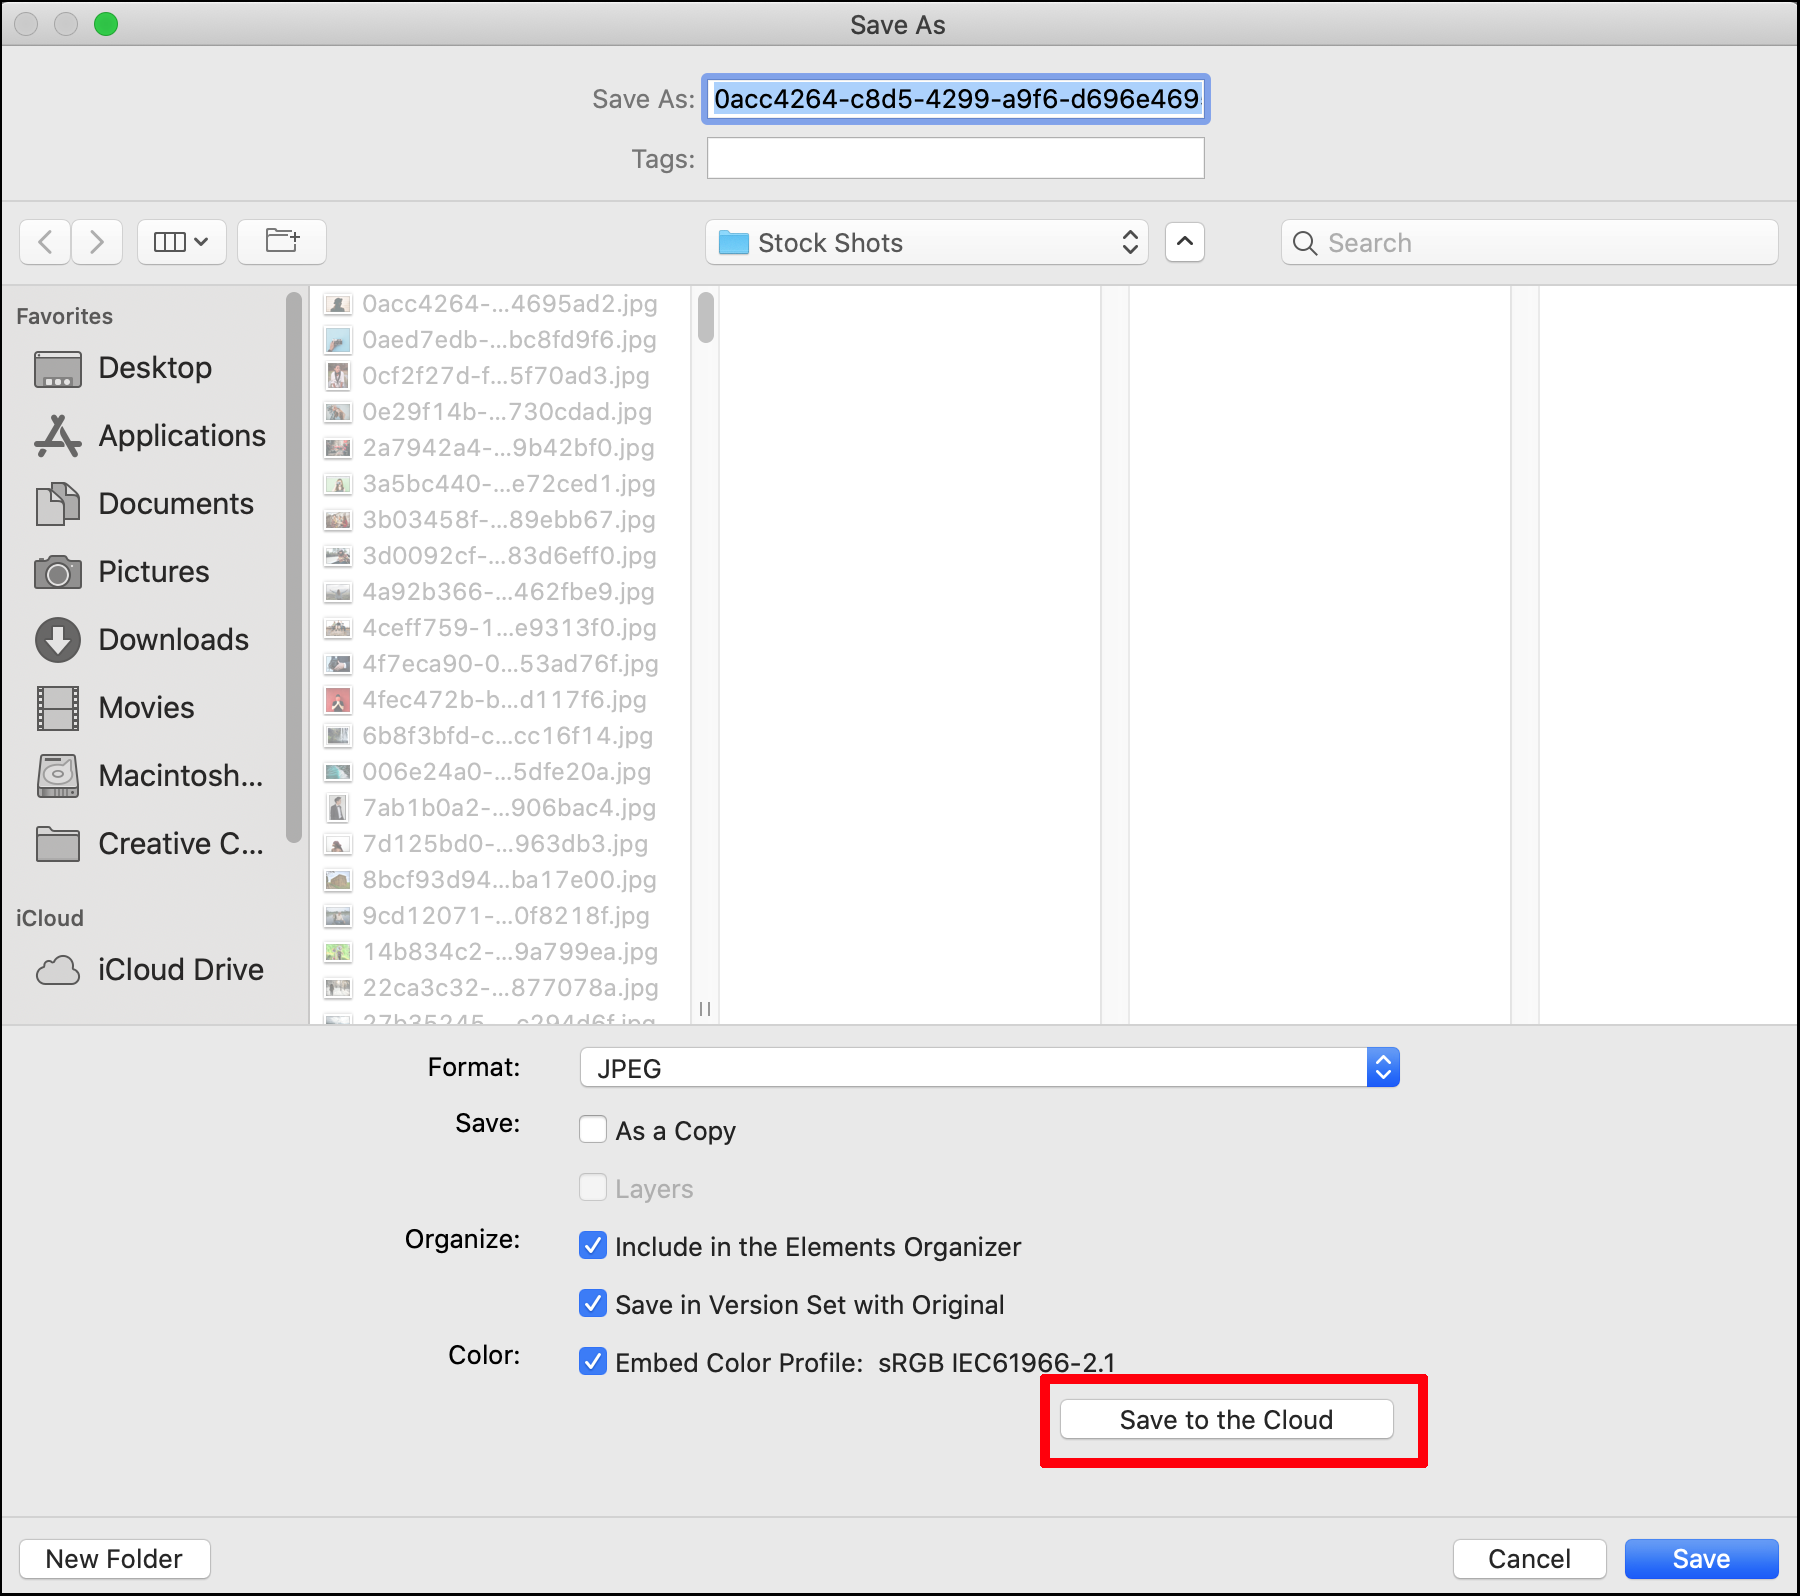 Save As
Save As: 0acc4264-c8d5-4299-a9f6-d696e469
Tags:
Stock Shots
Search
Favorites
Desktop
Applications
Documents
Pictures
Downloads
Movies
Macintosh...
Creative C...
iCloud
iCloud Drive
0acc4264-...4695ad2.jpg
0aed7edb-...bc8fd9f6.jpg
0cf2f27d-f...5f70ad3.jpg
0e29f14b-...730cdad.jpg
2a7942a4-...9b42bf0.jpg
3a5bc440-...e72ced1.jpg
3b03458f-...89ebb67.jpg
3d0092cf-...83d6eff0.jpg
4a92b366-...462fbe9.jpg
4ceff759-1...e9313f0.jpg
4f7eca90-0...53ad76f.jpg
4fec472b-b...d117f6.jpg
6b8f3bfd-c...cc16f14.jpg
006e24a0-...5dfe20a.jpg
7ab1b0a2-...906bac4.jpg
7d125bd0-...963db3.jpg
8bcf93d94...ba17e00.jpg
9cd12071-...0f8218f.jpg
14b834c2-...9a799ea.jpg
22ca3c32-...877078a.jpg
27b35245-...c294d6f.jpg
Format: JPEG
Save: As a Copy
Layers
Organize: Include in the Elements Organizer
Save in Version Set with Original
Color: Embed Color Profile: sRGB IEC61966-2.1
Save to the Cloud
New Folder
Cancel
Save